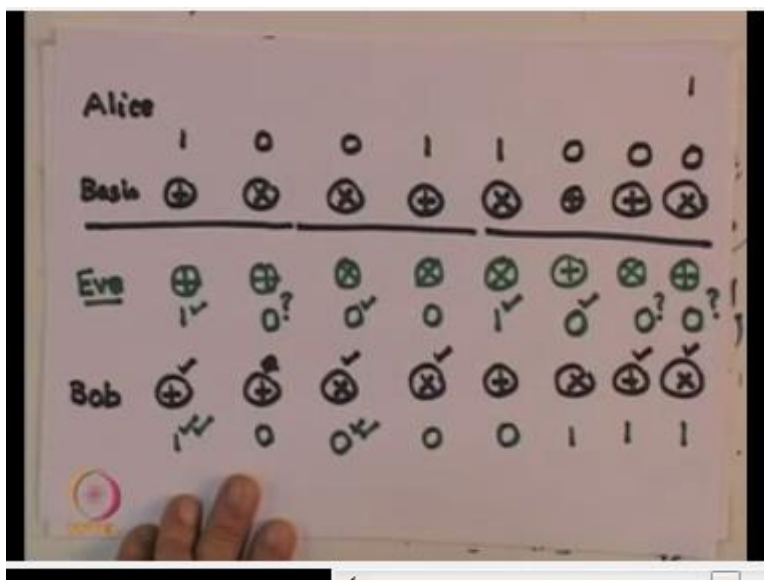 1
Alice
1 0 0 1 1 0 0 0
Basis ⊕ ⊗ ⊗ ⊕ ⊗ ⊕ ⊕ ⊗
Eve ⊕ ⊕ ⊗ ⊗ ⊗ ⊕ ⊗ ⊕
1✓ 0? 0✓ 0 1✓ 0✓ 0? 0?
Bob ⊕✓ ⊕ ⊗✓ ⊗✓ ⊕ ⊗ ⊕✓ ⊗✓
1✓✓ 0 0✓✓ 0 0 1 1 1